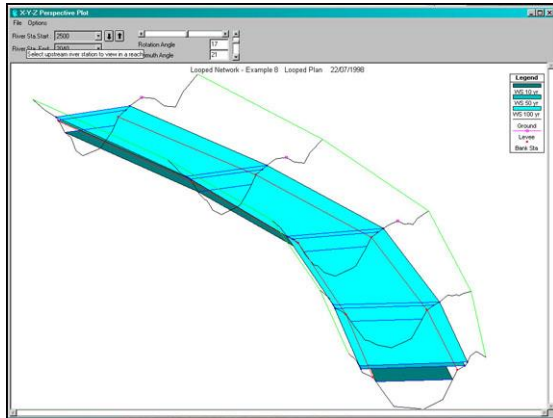 X-Y-Z Perspective Plot
File Options
River Sta.Start 2500
Rotation Angle 17
River Sta. End 2040
Azimuth Angle 21
Select upstream river station to view in a reach
Looped Network - Example 8 Looped Plan 22/07/1998
Legend
WS 10 yr
WS 50 yr
WS 100 yr
Ground
Levee
Bank Sta